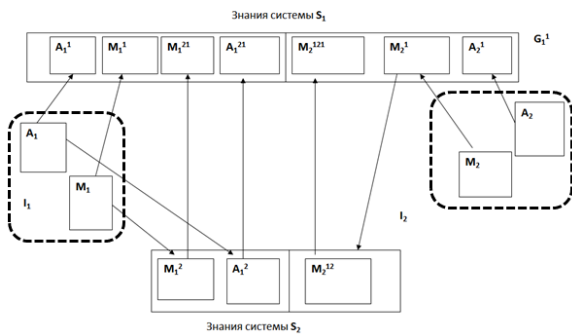 Знания системы S₁
G₁¹
A₁¹ M₁¹ M₁²¹ A₁²¹ M₂¹²¹ M₂¹ A₂¹
A₁
A₂
M₂
M₁
I₁
I₂
M₁² A₁² M₂¹²
Знания системы S₂